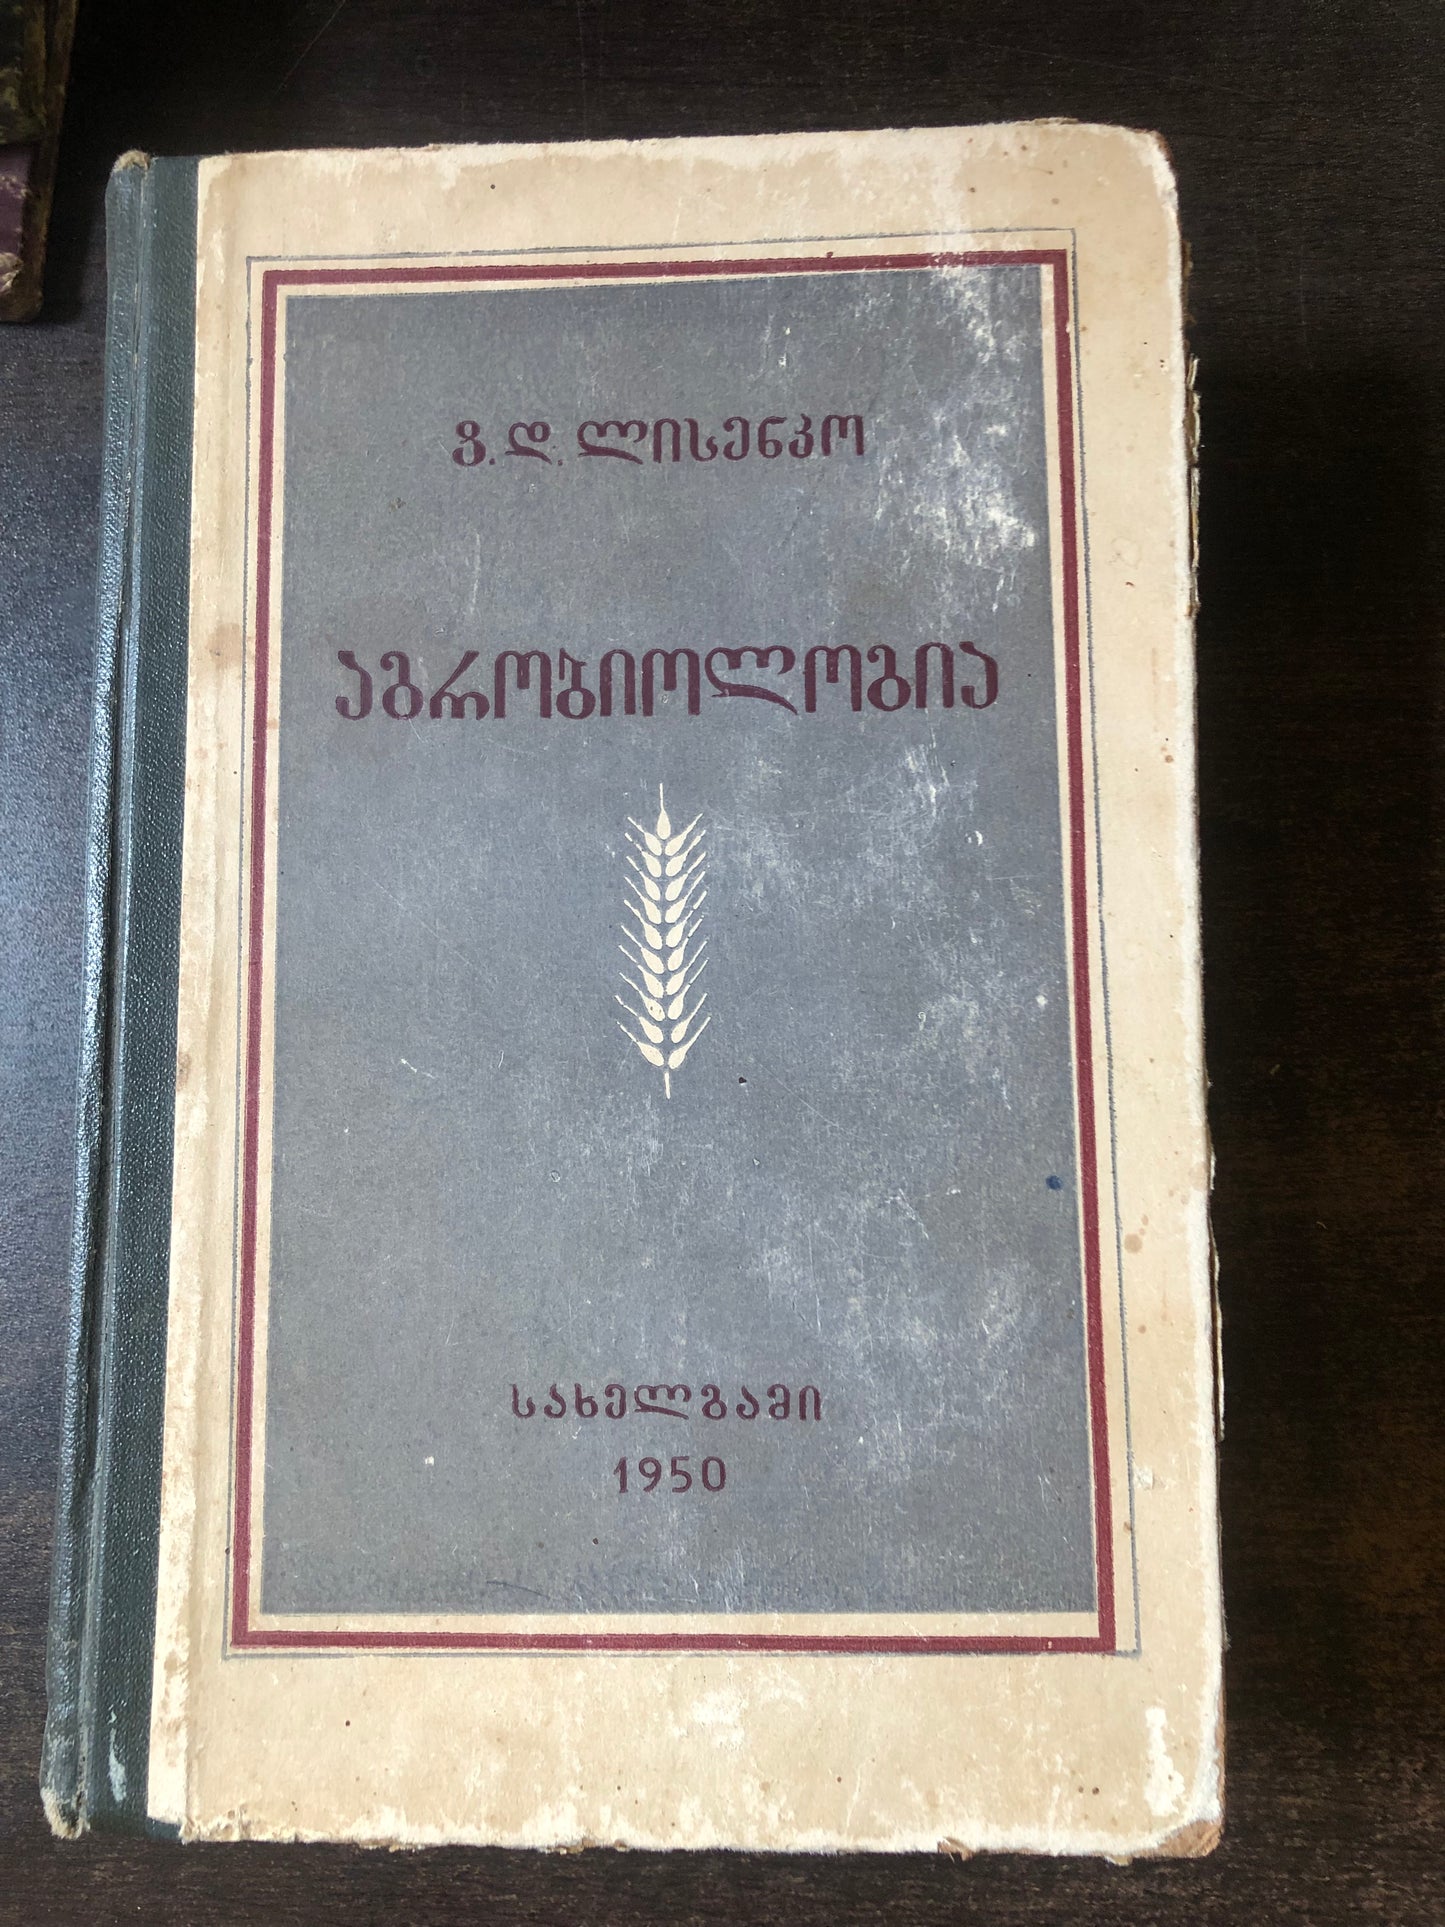 ტ. დ. ლისენკო
აგრობიოლოგია
სახელგამი
1950